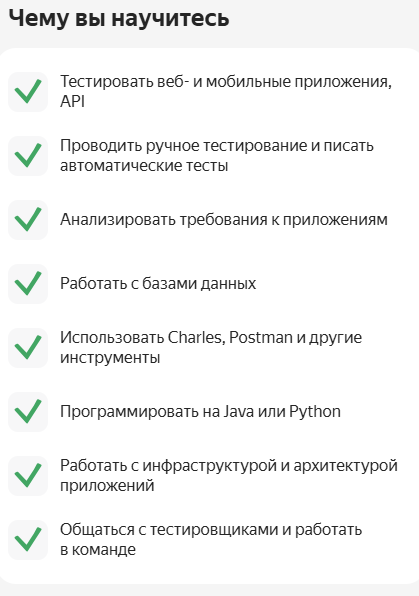 Чему вы научитесь
Тестировать веб- и мобильные приложения,
API
Проводить ручное тестирование и писать
автоматические тесты
Анализировать требования к приложениям
Работать с базами данных
Использовать Charles, Postman и другие
инструменты
Программировать на Java или Python
Работать с инфраструктурой и архитектурой
приложений
Общаться с тестировщиками и работать
в команде